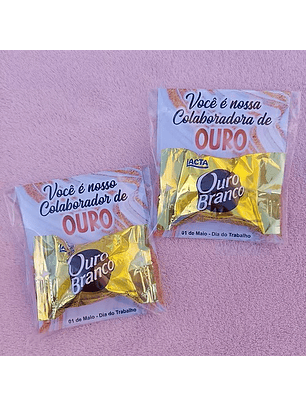 Você é nossa
Colaboradora de
OURO
LACTA
Ouro
Branco
01 de Maio - Dia do Trabalho
Você é nosso
Colaborador de
OURO
Ouro
Branco
01 de Maio - Dia do Trabalho